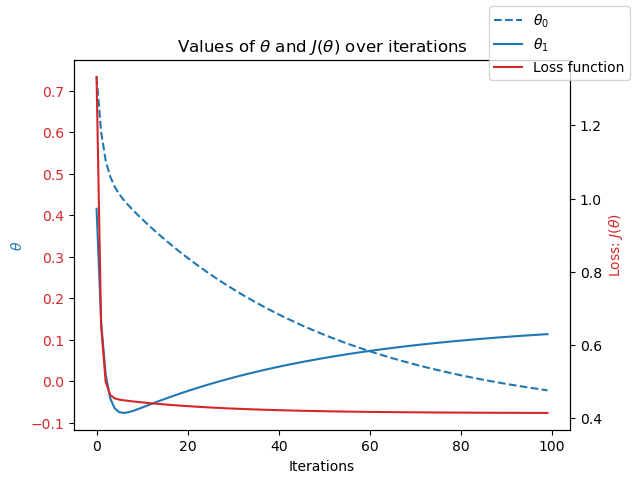 Values of θ and J(θ) over iterations
θ₀
θ₁
Loss function
0.7
0.6
0.5
0.4
0.3
0.2
0.1
0.0
−0.1
θ
1.2
1.0
0.8
0.6
0.4
Loss: J(θ)
0 20 40 60 80 100
Iterations